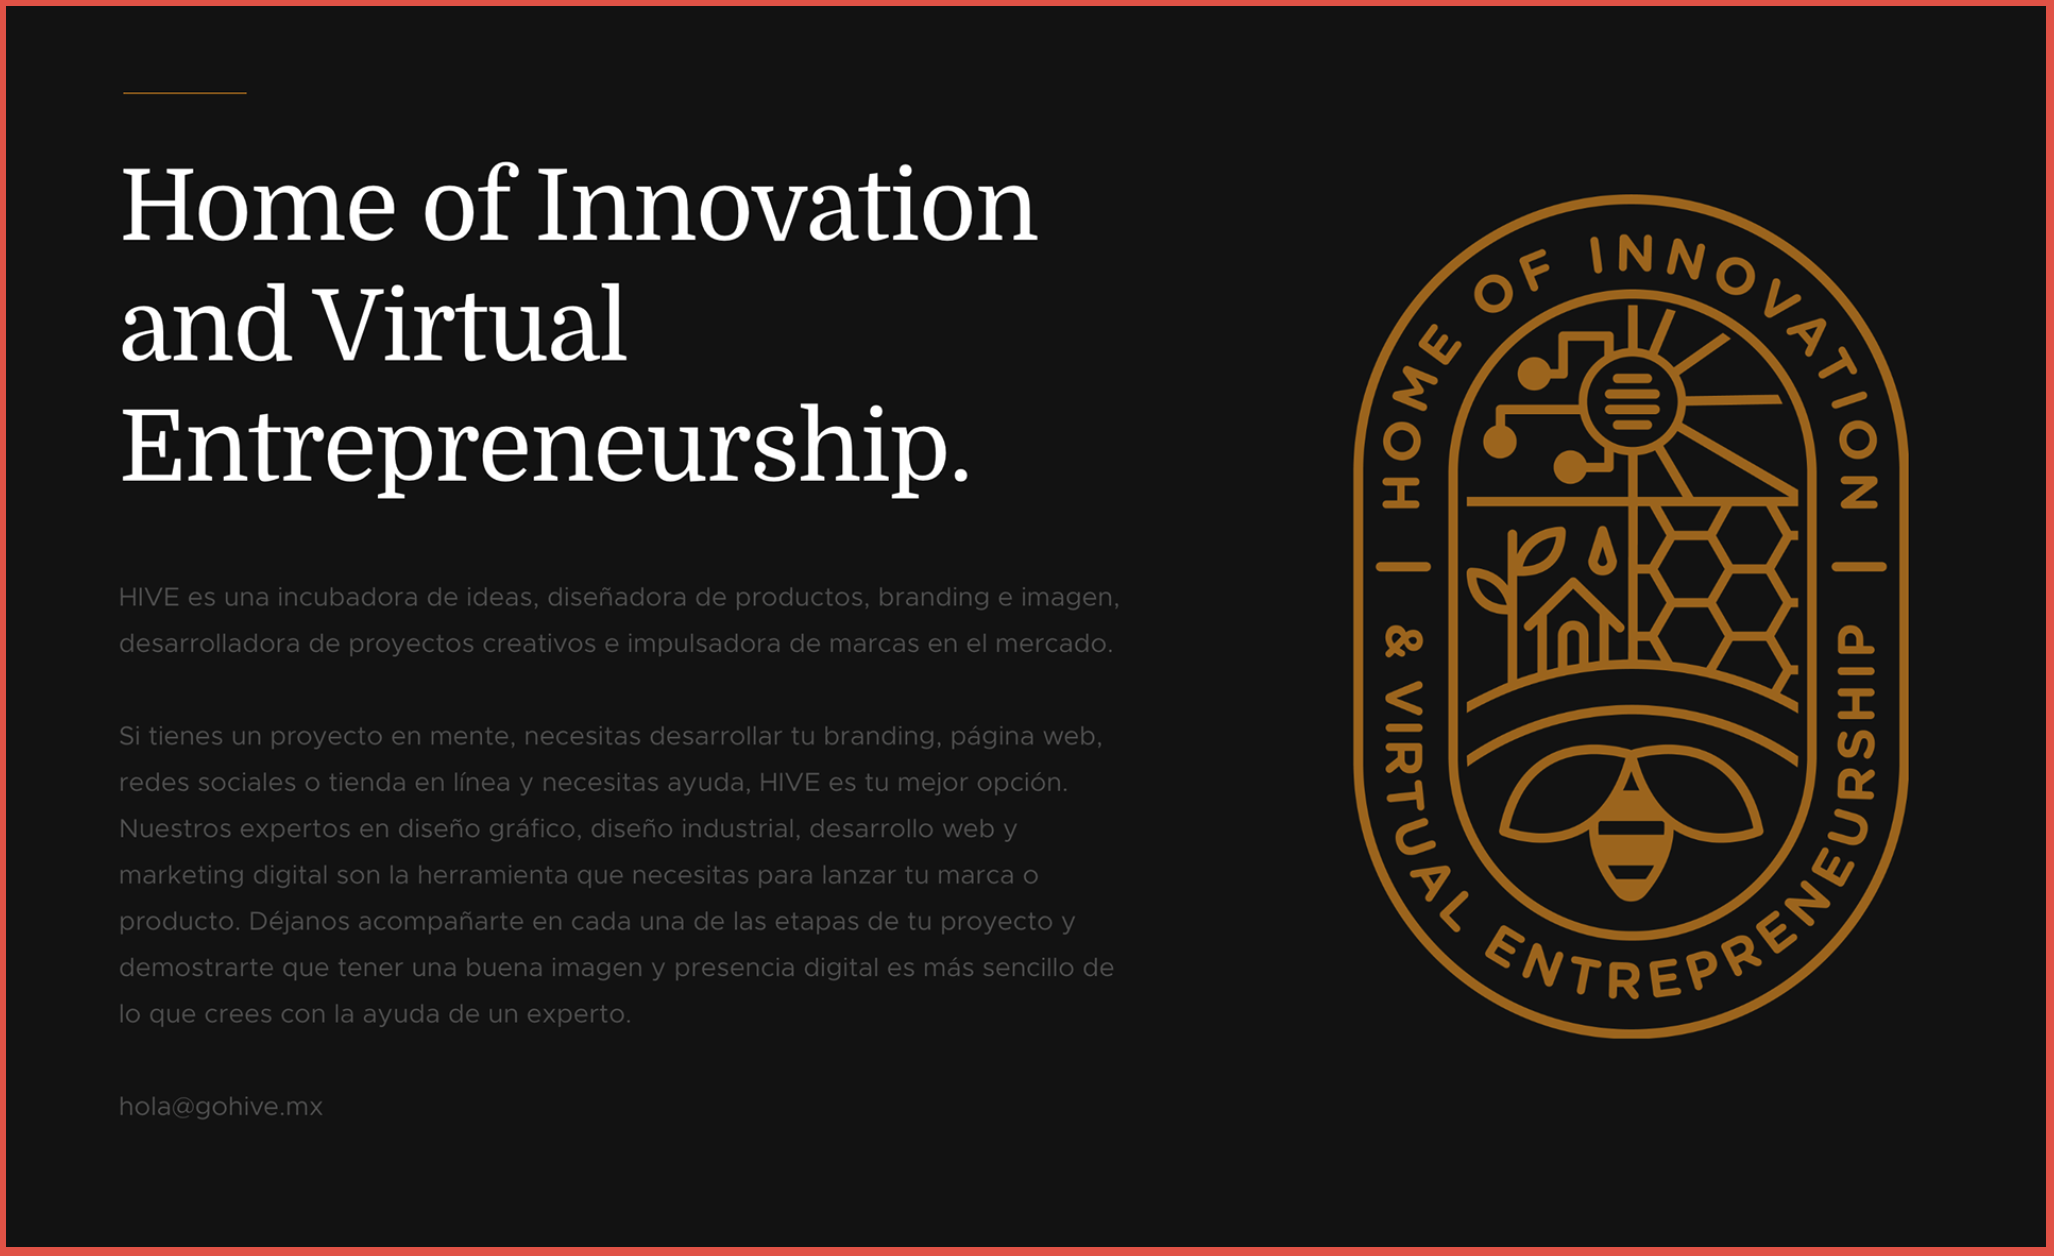 Home of Innovation
and Virtual
Entrepreneurship.
HIVE es una incubadora de ideas, diseñadora de productos, branding e imagen,
desarrolladora de proyectos creativos e impulsadora de marcas en el mercado.
Si tienes un proyecto en mente, necesitas desarrollar tu branding, página web,
redes sociales o tienda en línea y necesitas ayuda, HIVE es tu mejor opción.
Nuestros expertos en diseño gráfico, diseño industrial, desarrollo web y
marketing digital son la herramienta que necesitas para lanzar tu marca o
producto. Déjanos acompañarte en cada una de las etapas de tu proyecto y
demostrarte que tener una buena imagen y presencia digital es más sencillo de
lo que crees con la ayuda de un experto.
hola@gohive.mx
HOME OF INNOVATION
& VIRTUAL ENTREPRENEURSHIP